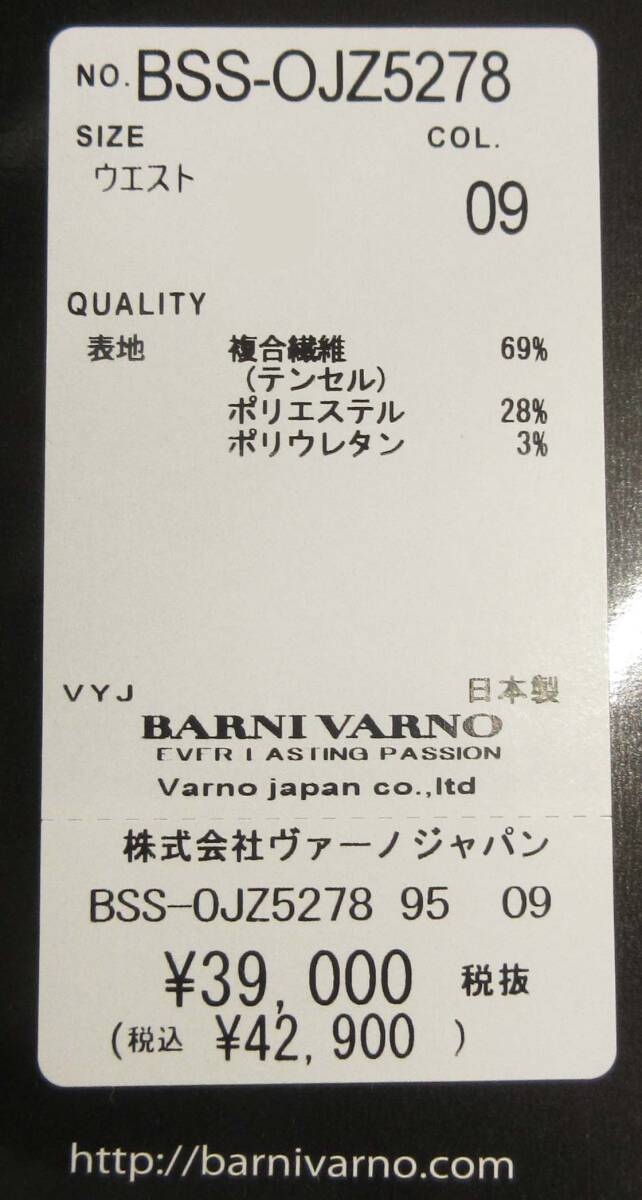 NO. BSS-OJZ5278
SIZE COL.
ウエスト
09
QUALITY
表地 複合繊維 69%
(テンセル)
ポリエステル 28%
ポリウレタン 3%
VYJ 日本製
BARNI VARNO
EVER LASTING PASSION
Varno japan co.,ltd
株式会社ヴァーノジャパン
BSS-OJZ5278 95 09
¥39,000 税抜
(税込 ¥42,900 )
http://barnivarno.com